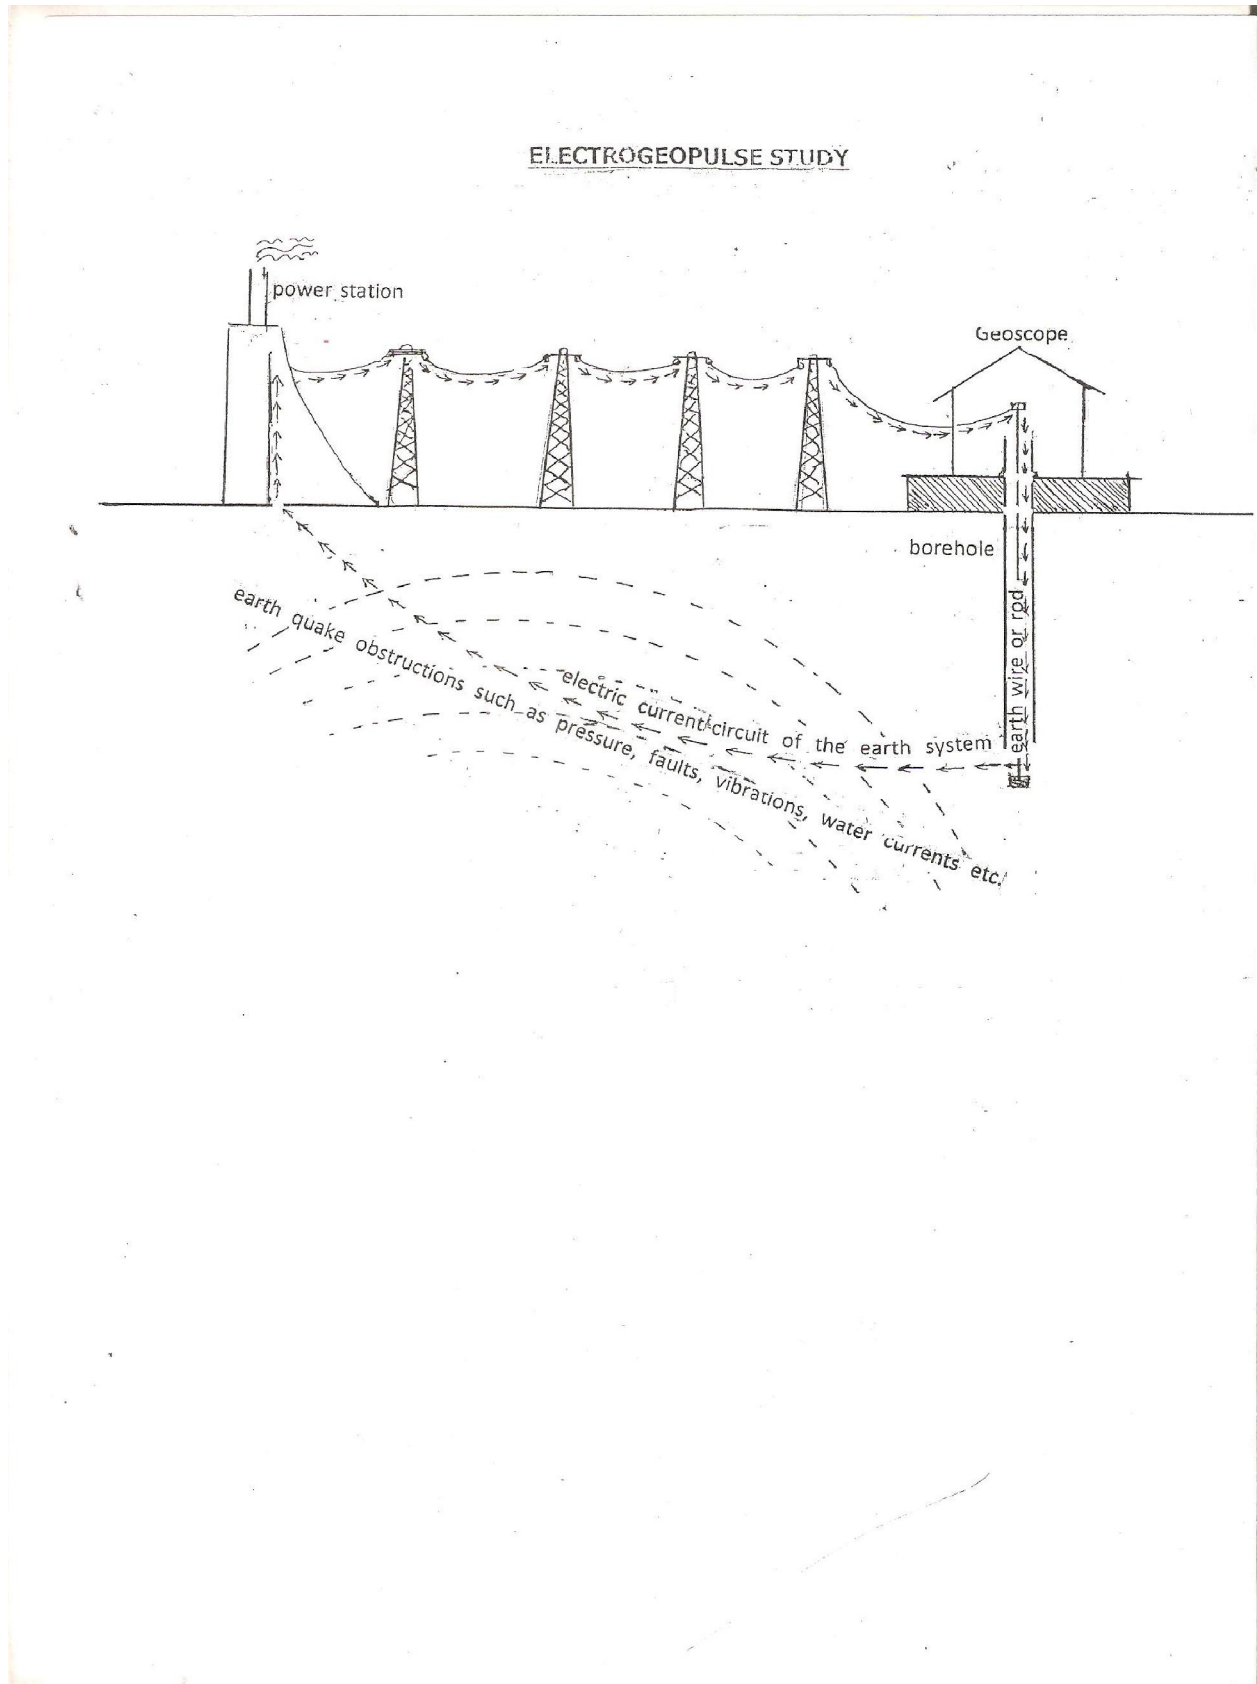 ELECTROGEOPULSE STUDY
power station
Geoscope
borehole
earth wire or rod
electric current/circuit of the earth system
earth quake obstructions such as pressure, faults, vibrations, water currents etc.